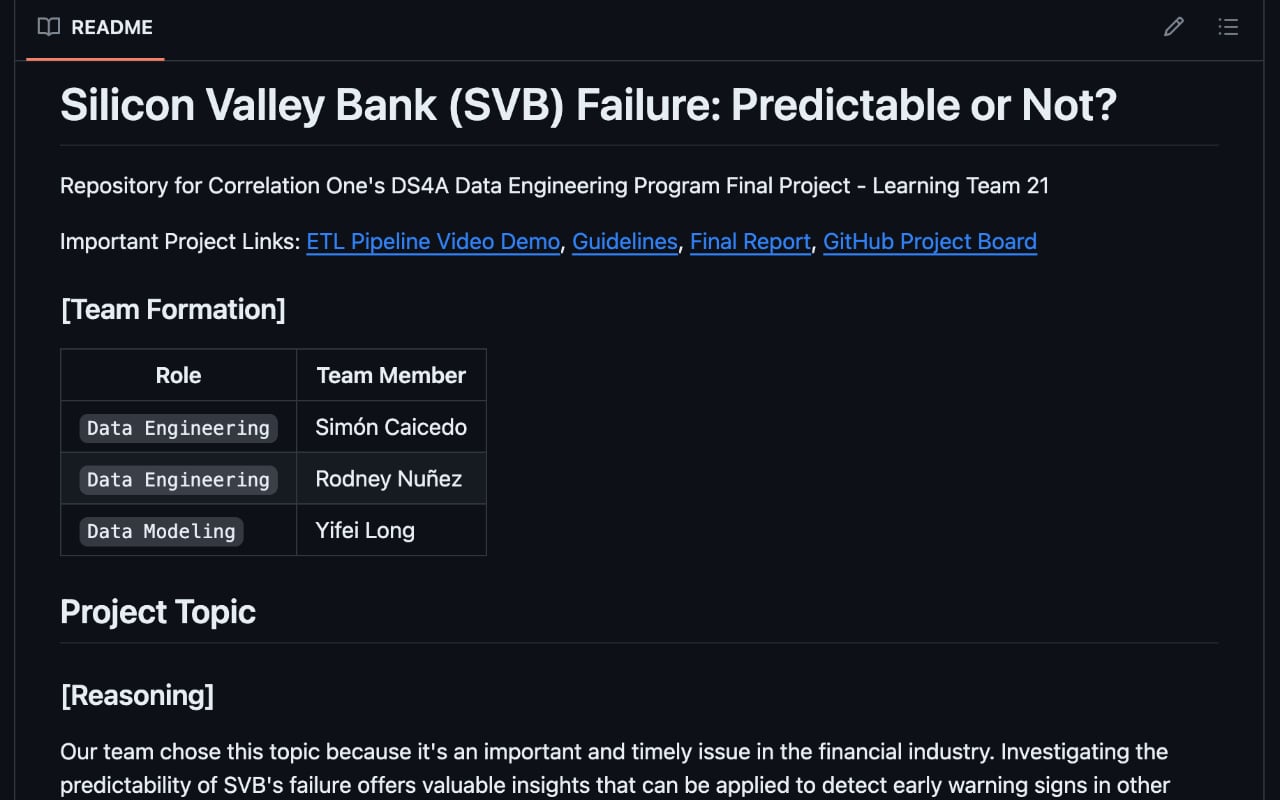 README
Silicon Valley Bank (SVB) Failure: Predictable or Not?
Repository for Correlation One's DS4A Data Engineering Program Final Project - Learning Team 21
Important Project Links: ETL Pipeline Video Demo, Guidelines, Final Report, GitHub Project Board
[Team Formation]
Role Team Member
Data Engineering Simón Caicedo
Data Engineering Rodney Nuñez
Data Modeling Yifei Long
Project Topic
[Reasoning]
Our team chose this topic because it's an important and timely issue in the financial industry. Investigating the
predictability of SVB's failure offers valuable insights that can be applied to detect early warning signs in other